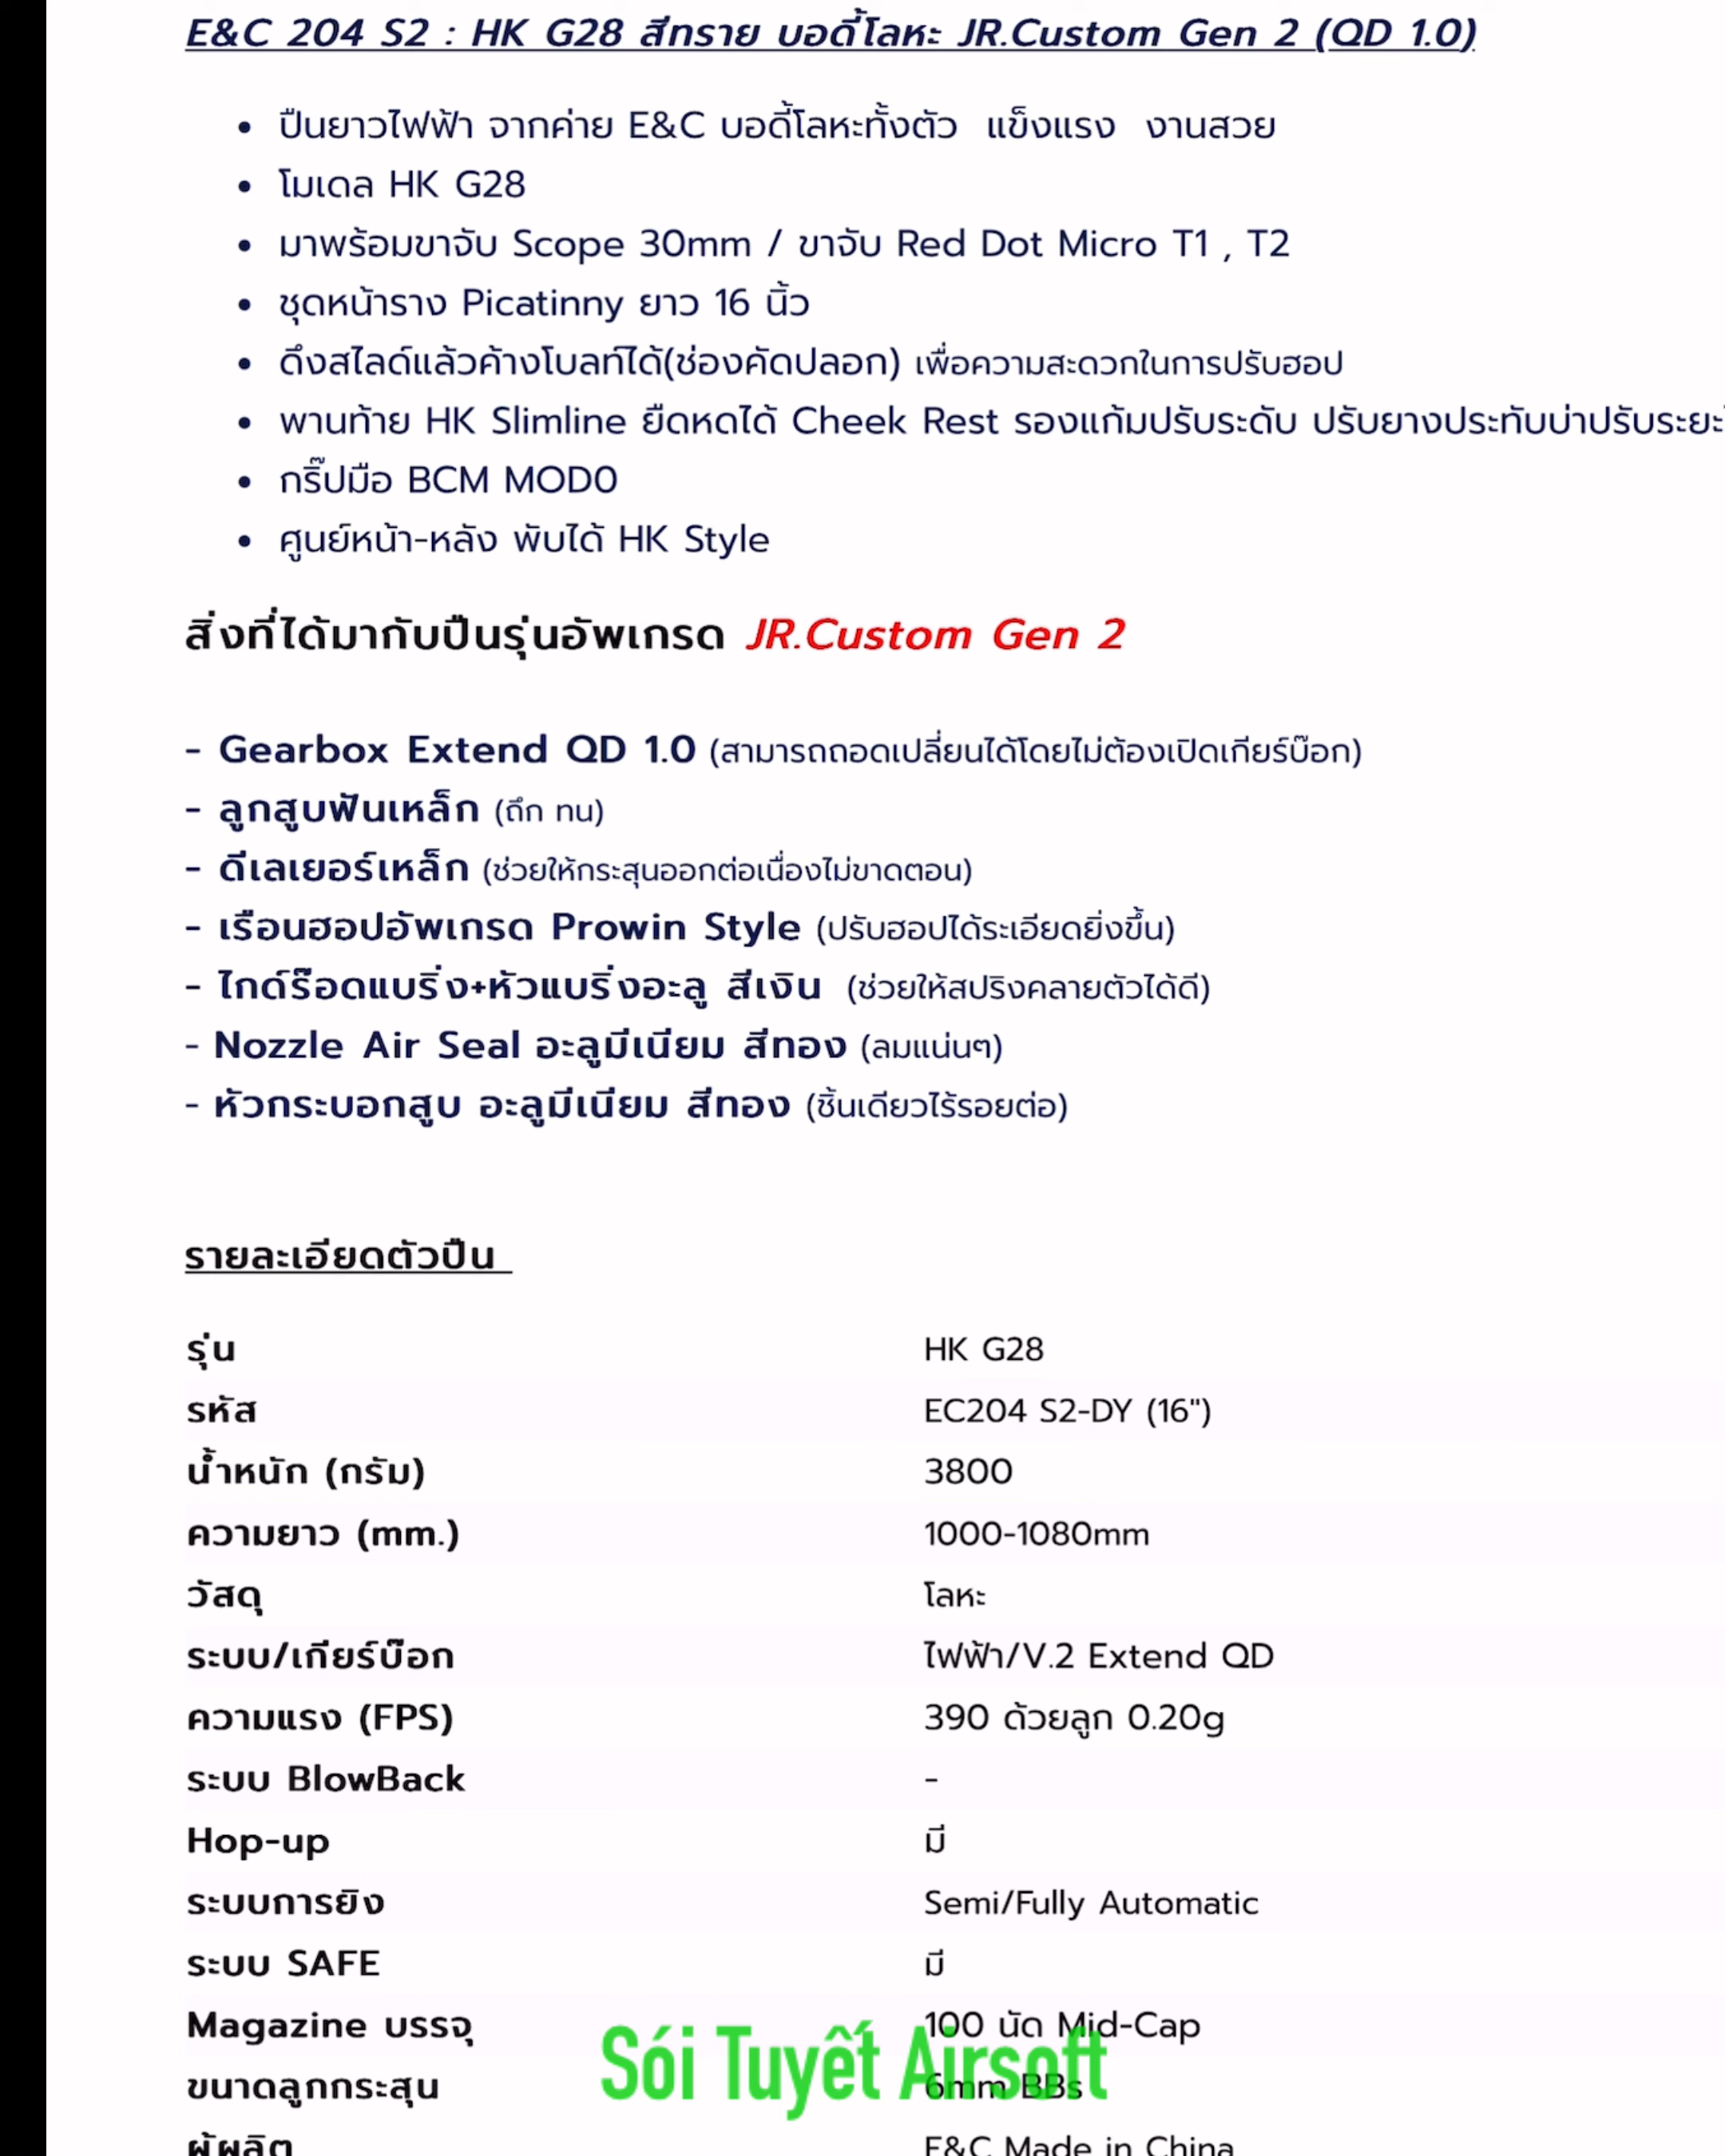 E&C 204 S2 : HK G28 สีทราย บอดี้โลหะ JR.Custom Gen 2 (QD 1.0)
• ปืนยาวไฟฟ้า จากค่าย E&C บอดี้โลหะทั้งตัว แข็งแรง งานสวย
• โมเดล HK G28
• มาพร้อมขาจับ Scope 30mm / ขาจับ Red Dot Micro T1 , T2
• ชุดหน้าราง Picatinny ยาว 16 นิ้ว
• ดึงสไลด์แล้วค้างโบลท์ได้(ช่องคัดปลอก) เพื่อความสะดวกในการปรับฮอป
• พานท้าย HK Slimline ยืดหดได้ Cheek Rest รองแก้มปรับระดับ ปรับยางประทับบ่าปรับระยะ
• กริ๊ปมือ BCM MOD0
• ศูนย์หน้า-หลัง พับได้ HK Style
สิ่งที่ได้มากับปืนรุ่นอัพเกรด JR.Custom Gen 2
- Gearbox Extend QD 1.0 (สามารถถอดเปลี่ยนได้โดยไม่ต้องเปิดเกียร์บ๊อก)
- ลูกสูบฟันเหล็ก (ถึก ทน)
- ดีเลเยอร์เหล็ก (ช่วยให้กระสุนออกต่อเนื่องไม่ขาดตอน)
- เรือนฮอปอัพเกรด Prowin Style (ปรับฮอปได้ระเอียดยิ่งขึ้น)
- ไกด์ร๊อดแบริ่ง+หัวแบริ่งอะลู สีเงิน (ช่วยให้สปริงคลายตัวได้ดี)
- Nozzle Air Seal อะลูมีเนียม สีทอง (ลมแน่นๆ)
- หัวกระบอกสูบ อะลูมีเนียม สีทอง (ชิ้นเดียวไร้รอยต่อ)
รายละเอียดตัวปืน
รุ่น HK G28
รหัส EC204 S2-DY (16")
น้ำหนัก (กรัม) 3800
ความยาว (mm.) 1000-1080mm
วัสดุ โลหะ
ระบบ/เกียร์บ๊อก ไฟฟ้า/V.2 Extend QD
ความแรง (FPS) 390 ด้วยลูก 0.20g
ระบบ BlowBack -
Hop-up มี
ระบบการยิง Semi/Fully Automatic
ระบบ SAFE มี
Magazine บรรจุ 100 นัด Mid-Cap
Sói Tuyết Airsoft
ขนาดลูกกระสุน 6mm BBs
ผู้ผลิต E&C Made in China